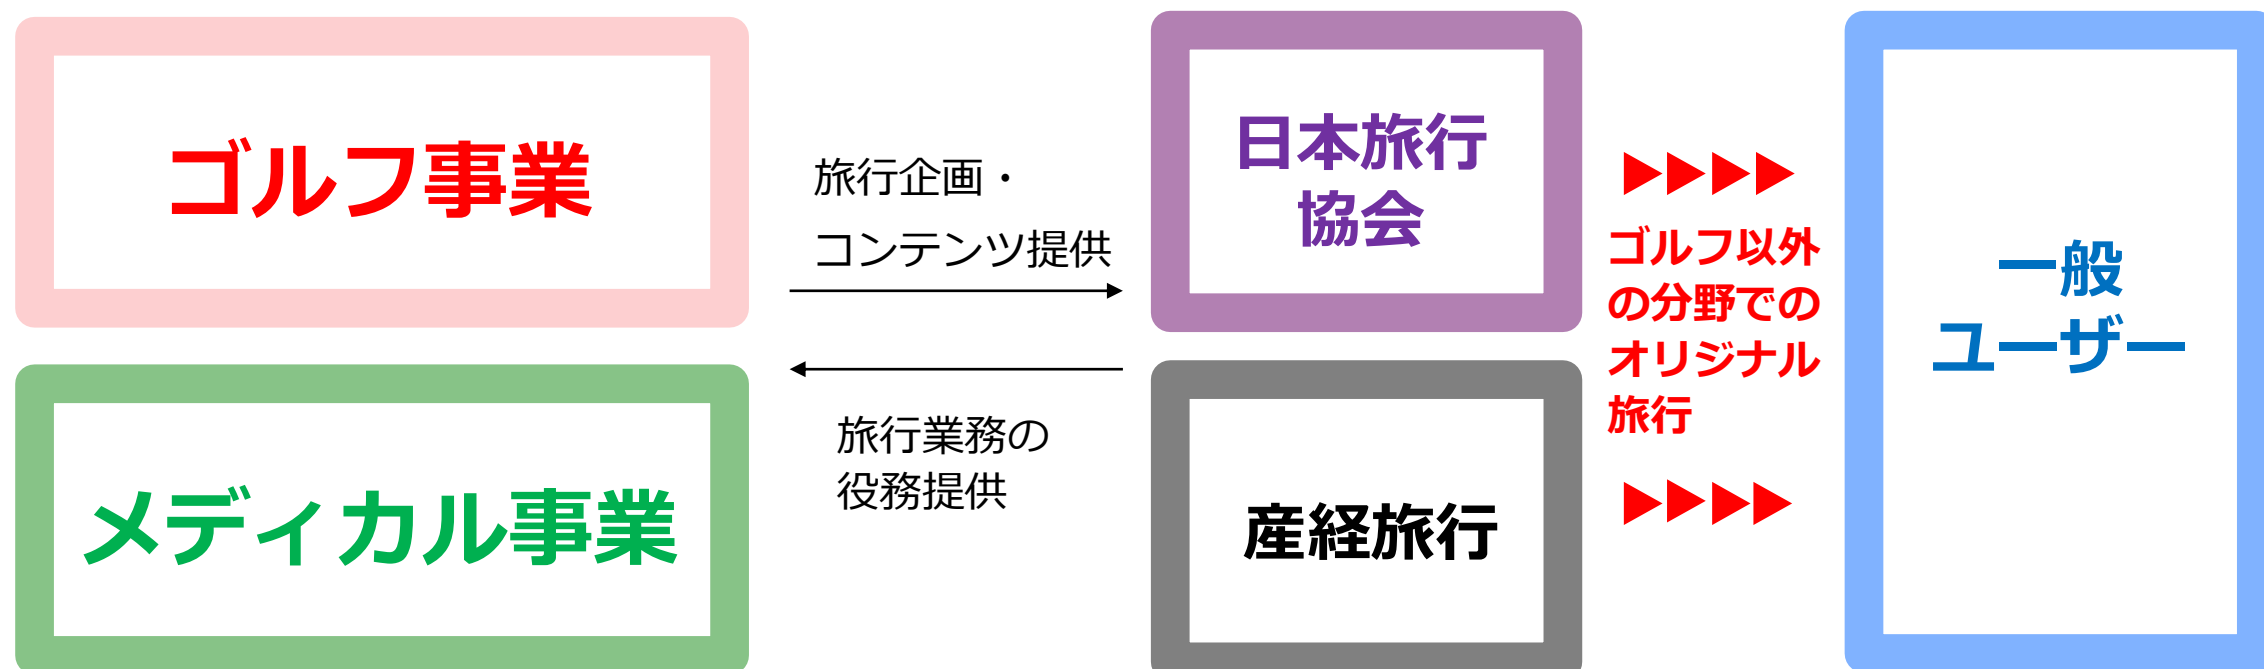 ゴルフ事業
メディカル事業
旅行企画・
コンテンツ提供
旅行業務の
役務提供
日本旅行
協会
産経旅行
ゴルフ以外
の分野での
オリジナル
旅行
一般
ユーザー